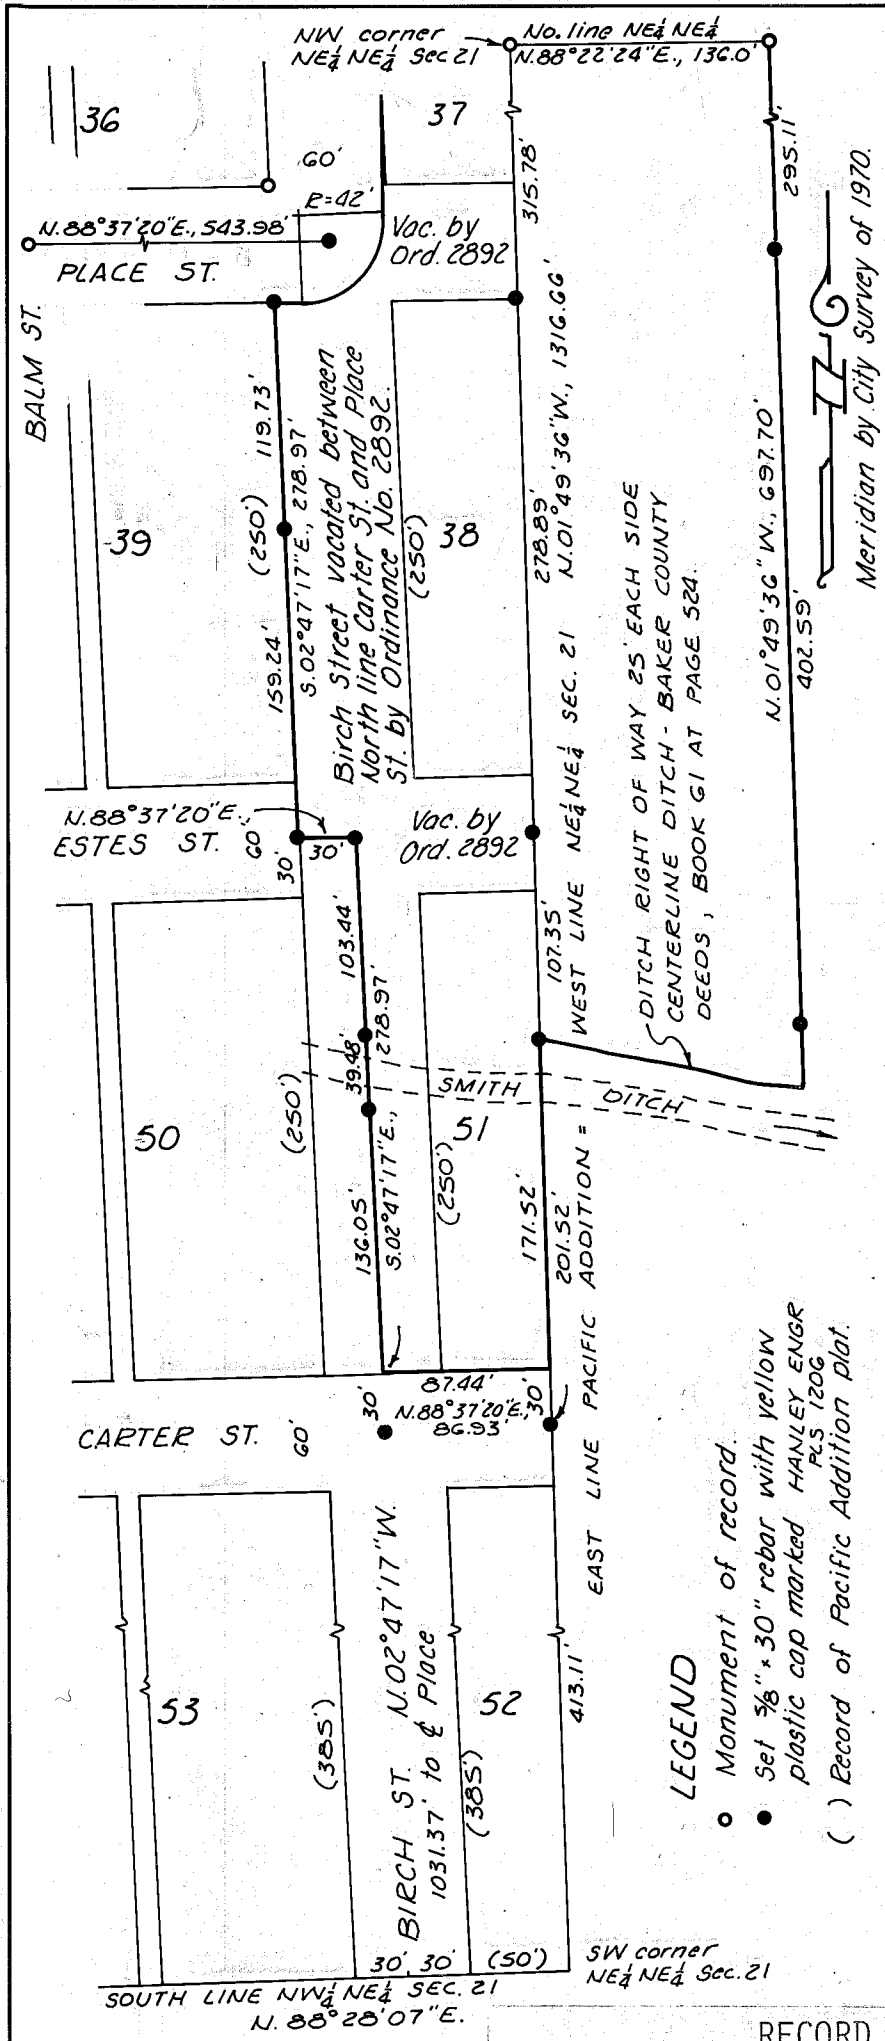 NW corner
NE¼ NE¼ Sec 21
No. line NE¼ NE¼
N.88°22'24"E., 136.0'
36
37
60'
R=42'
315.78'
295.11'
N.88°37'20"E., 543.98'
PLACE ST.
Vac. by
Ord. 2892
BALM ST.
Meridian by City Survey of 1970.
119.73'
(250')
S.02°47'17"E., 278.97'
159.24'
39
Birch Street vacated between
North line Carter St. and Place
St. by Ordinance No. 2892.
(250')
38
278.89'
N.01°49'36"W., 1316.66'
N.01°49'36"W., 697.70'
402.59'
N.88°37'20"E.,
ESTES ST.
60'
30'
30'
Vac. by
Ord. 2892
WEST LINE NE¼ NE¼ SEC. 21
DITCH RIGHT OF WAY 25' EACH SIDE
CENTERLINE DITCH - BAKER COUNTY
DEEDS, BOOK G1 AT PAGE 524.
103.44'
107.35'
39.48'
278.97'
S.02°47'17"E.,
136.05'
SMITH DITCH
50
(250')
51
(250')
171.52'
201.52'
EAST LINE PACIFIC ADDITION =
87.44'
N.88°37'20"E.,
86.93'
30'
30'
CARTER ST.
60'
53
(385')
BIRCH ST. N.02°47'17"W.
1031.37' to ℄ Place
52
(385')
413.11'
LEGEND
Monument of record.
Set 5/8" x 30" rebar with yellow
plastic cap marked HANLEY ENGR
PLS 1206
( ) Record of Pacific Addition plat.
30' 30' (50')
SW corner
NE¼ NE¼ Sec. 21
SOUTH LINE NW¼ NE¼ SEC. 21
N. 88°28'07"E.
RECORD